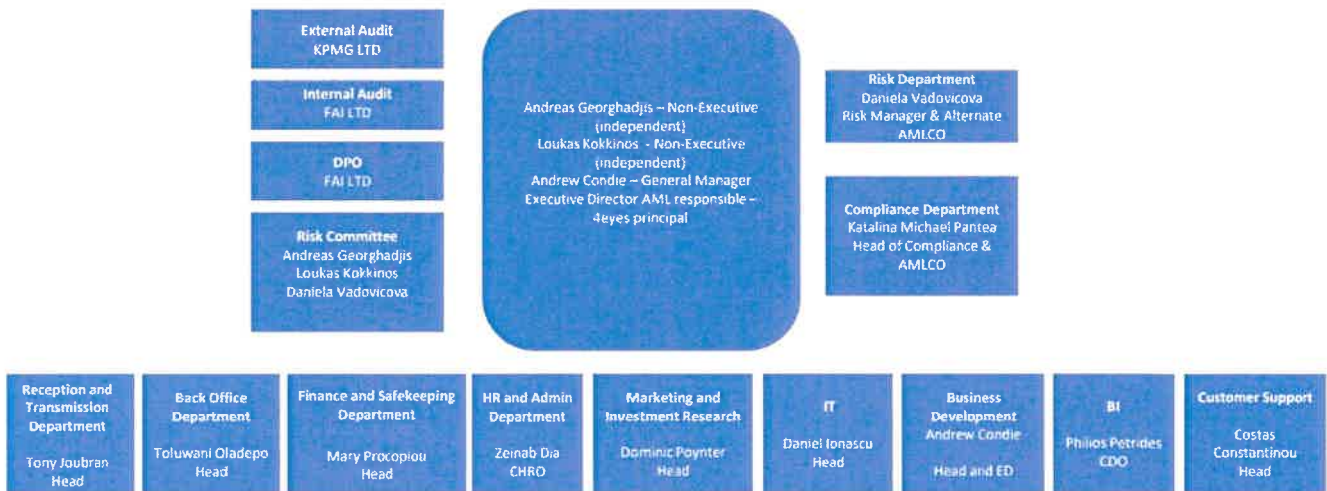 External Audit
KPMG LTD
Internal Audit
FAI LTD
DPO
FAI LTD
Risk Committee
Andreas Georghadjis
Loukas Kokkinos
Daniela Vadovicova
Andreas Georghadjis – Non-Executive
(independent)
Loukas Kokkinos - Non-Executive
(independent)
Andrew Condie – General Manager
Executive Director AML responsible –
4eyes principal
Risk Department
Daniela Vadovicova
Risk Manager & Alternate
AMLCO
Compliance Department
Katalina Michael Pantea
Head of Compliance &
AMLCO
Reception and
Transmission
Department
Tony Joubran
Head
Back Office
Department
Toluwani Oladepo
Head
Finance and Safekeeping
Department
Mary Procopiou
Head
HR and Admin
Department
Zeinab Dia
CHRO
Marketing and
Investment Research
Dominic Poynter
Head
IT
Daniel Ionascu
Head
Business
Development
Andrew Condie
Head and ED
BI
Philios Petrides
CDO
Customer Support
Costas
Constantinou
Head